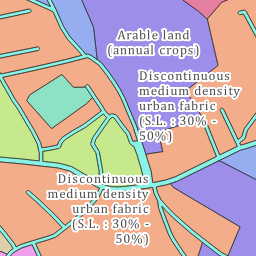 Arable land
(annual crops)
Discontinuous
medium density
urban fabric
(S.L. : 30% -
50%)
Discontinuous
medium density
urban fabric
(S.L. : 30% -
50%)